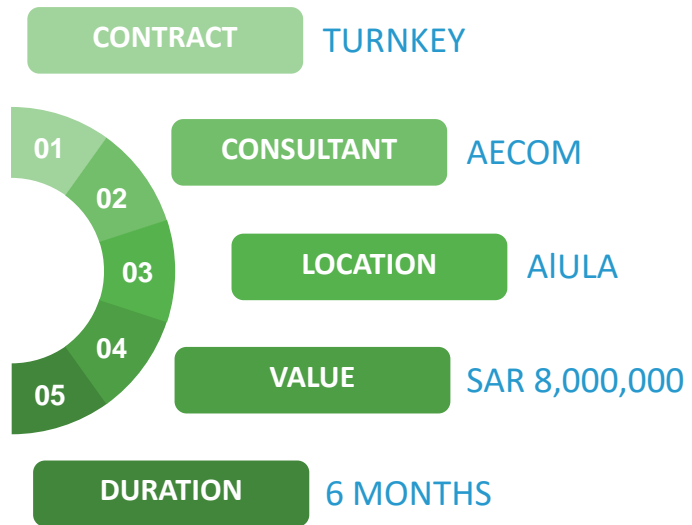 CONTRACT TURNKEY
01
CONSULTANT AECOM
02
LOCATION AlULA
03
04
VALUE SAR 8,000,000
05
DURATION 6 MONTHS